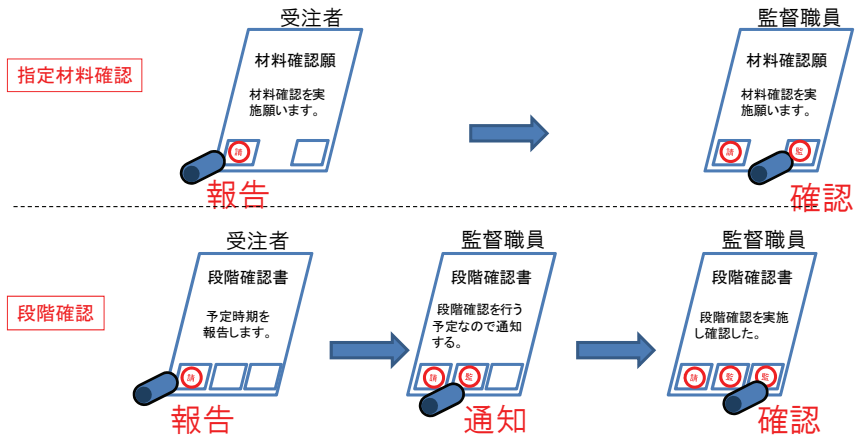 受注者
監督職員
指定材料確認
材料確認願
材料確認を実
施願います。
請
報告
材料確認願
材料確認を実
施願います。
請
監
確認
受注者
監督職員
監督職員
段階確認
段階確認書
予定時期を
報告します。
請
報告
段階確認書
段階確認を行う
予定なので通知
する。
請
監
通知
段階確認書
段階確認を実施
し確認した。
請
監
監
確認